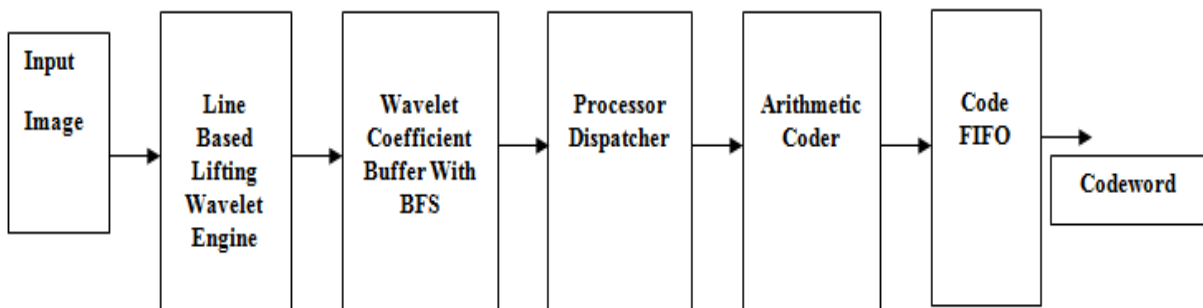 Input
Image
Line
Based
Lifting
Wavelet
Engine
Wavelet
Coefficient
Buffer With
BFS
Processor
Dispatcher
Arithmetic
Coder
Code
FIFO
Codeword